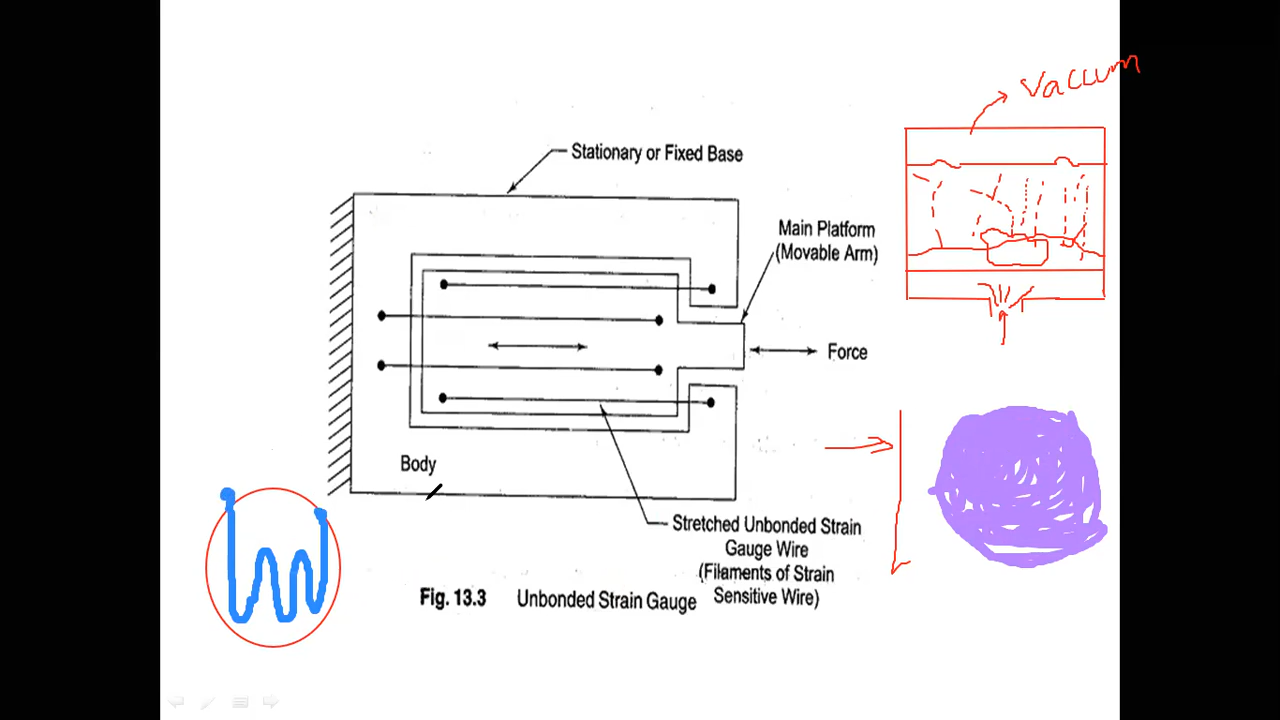 Vaccum
Stationary or Fixed Base
Main Platform
(Movable Arm)
Force
Body
Stretched Unbonded Strain
Gauge Wire
(Filaments of Strain
Sensitive Wire)
Fig. 13.3 Unbonded Strain Gauge